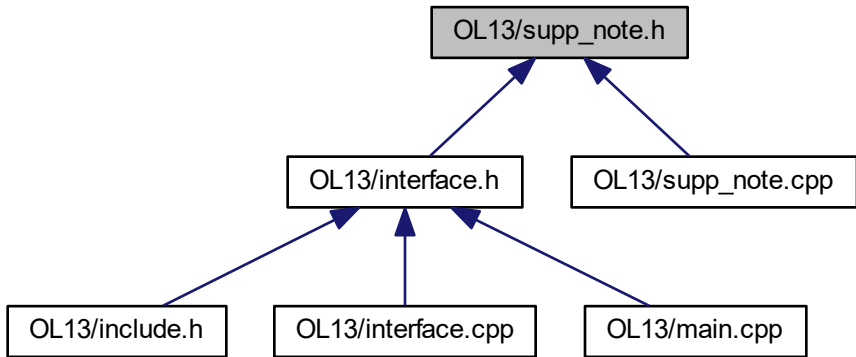 OL13/supp_note.h
OL13/interface.h
OL13/supp_note.cpp
OL13/include.h
OL13/interface.cpp
OL13/main.cpp